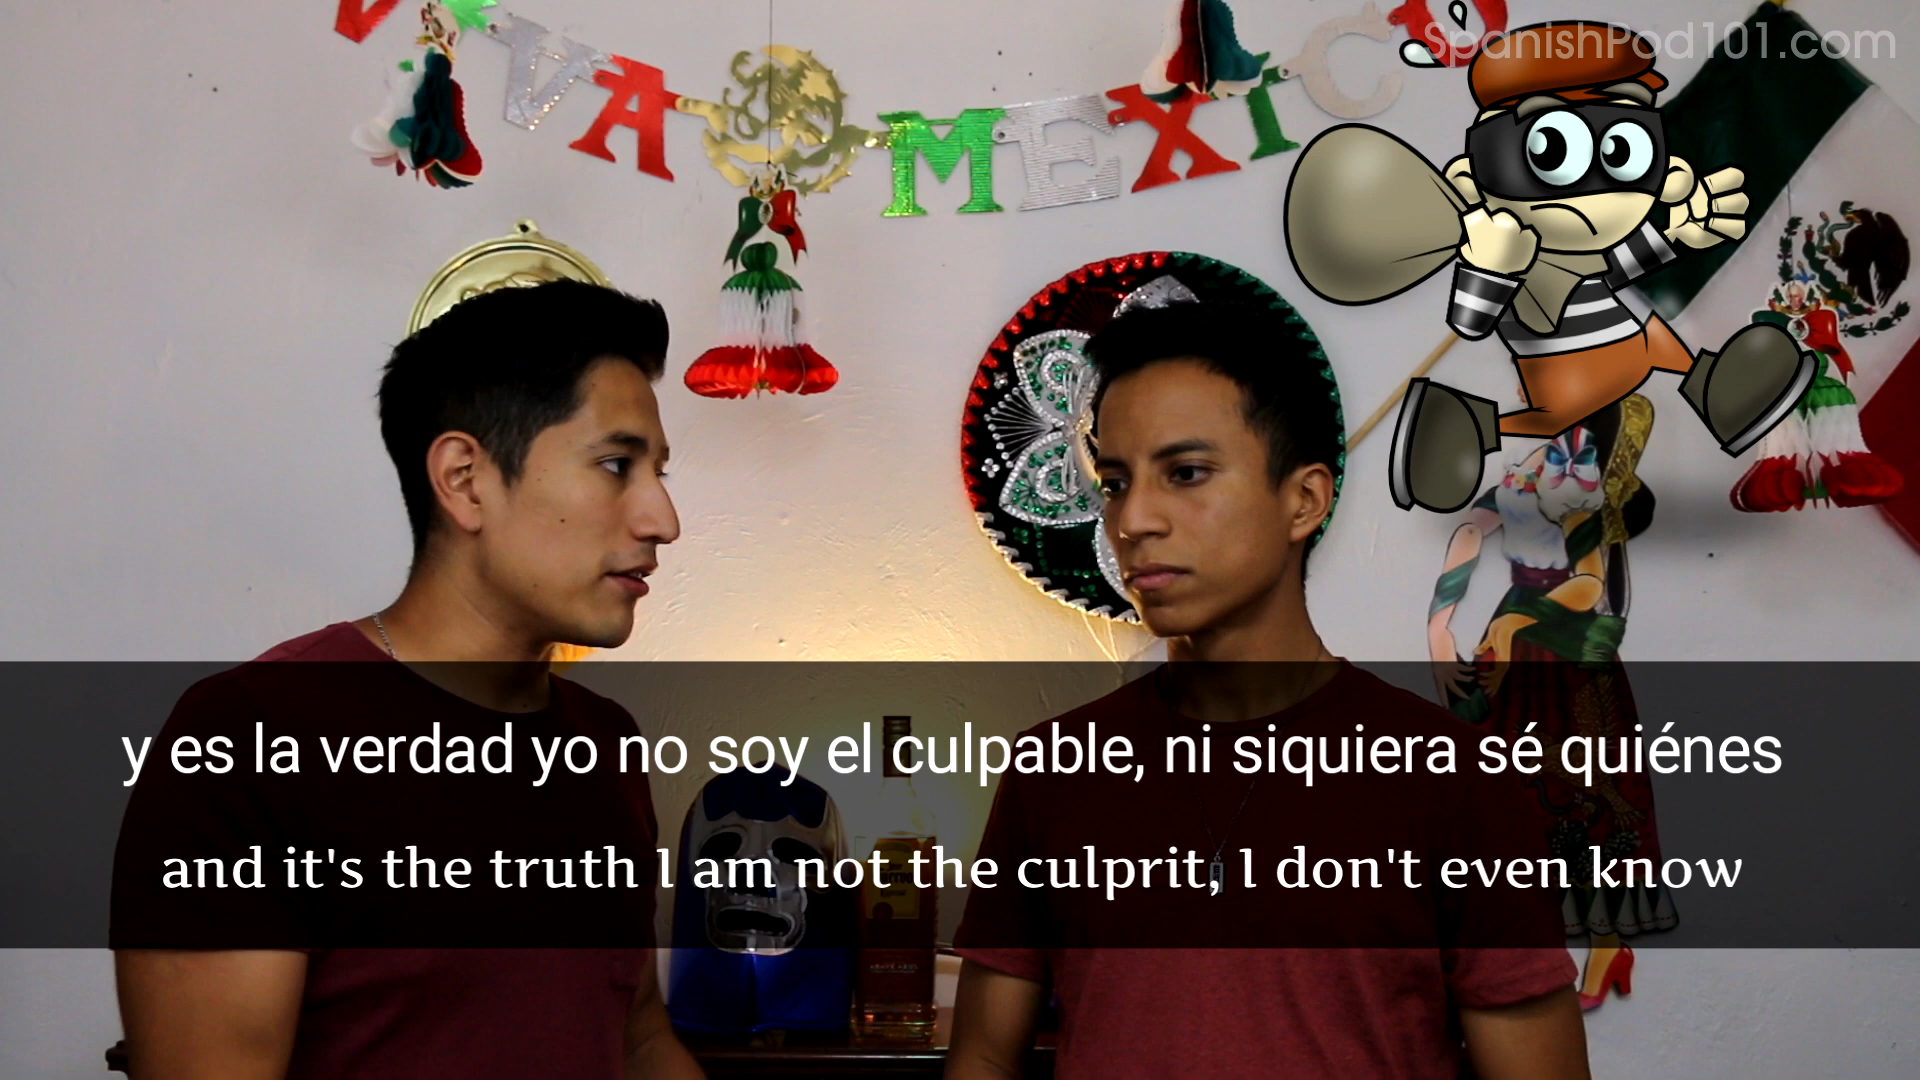 SpanishPod101.com
VIVA MEXICO
y es la verdad yo no soy el culpable, ni siquiera sé quiénes
and it's the truth I am not the culprit, I don't even know